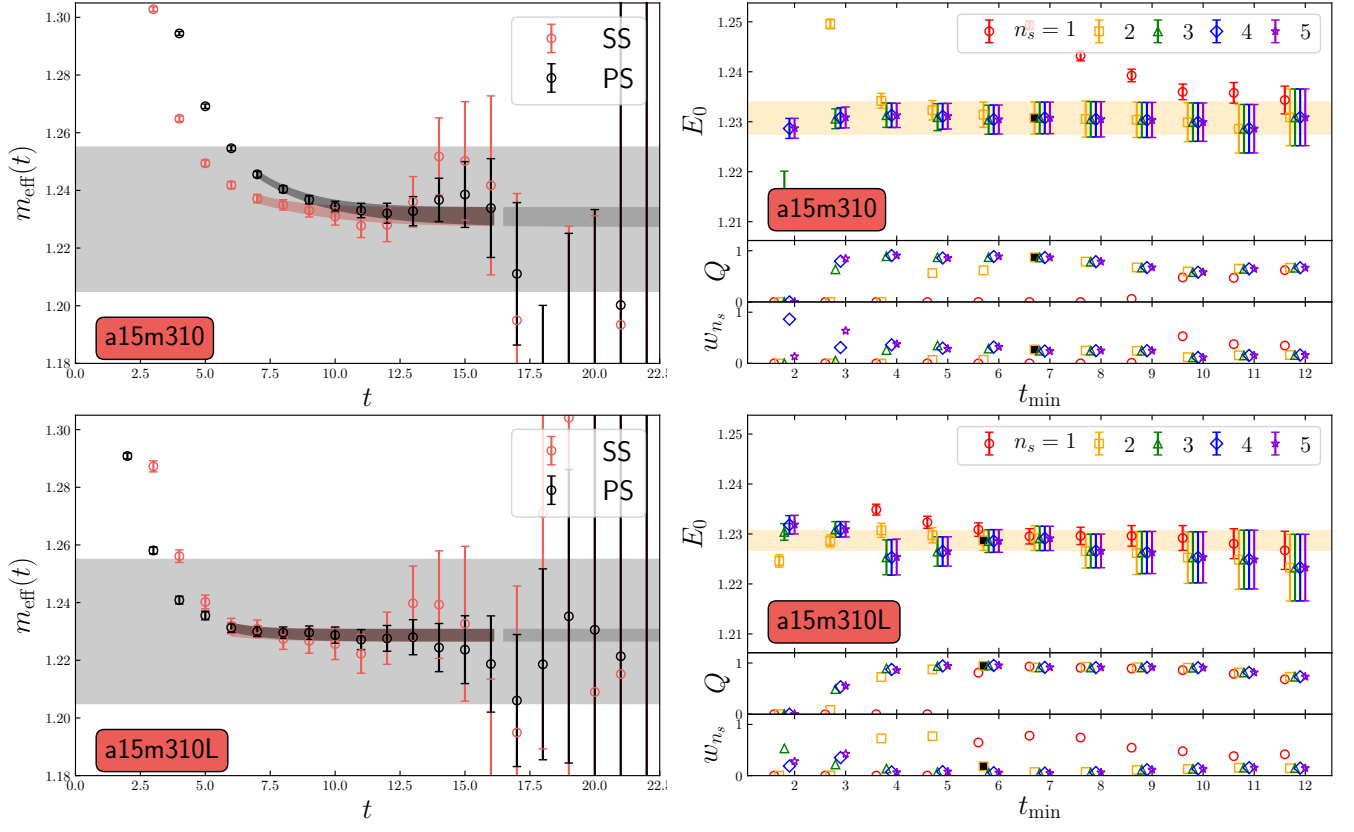 1.30
1.28
1.26
1.24
1.22
1.20
1.18
m_eff(t)
SS
PS
a15m310
0.0 2.5 5.0 7.5 10.0 12.5 15.0 17.5 20.0 22.5
t
1.25
1.24
1.23
1.22
1.21
E_0
n_s = 1 2 3 4 5
a15m310
1
0
Q
1
0
w_{n_s}
2 3 4 5 6 7 8 9 10 11 12
t_min
1.30
1.28
1.26
1.24
1.22
1.20
1.18
m_eff(t)
SS
PS
a15m310L
0.0 2.5 5.0 7.5 10.0 12.5 15.0 17.5 20.0 22.5
t
1.25
1.24
1.23
1.22
1.21
E_0
n_s = 1 2 3 4 5
a15m310L
1
0
Q
1
0
w_{n_s}
2 3 4 5 6 7 8 9 10 11 12
t_min